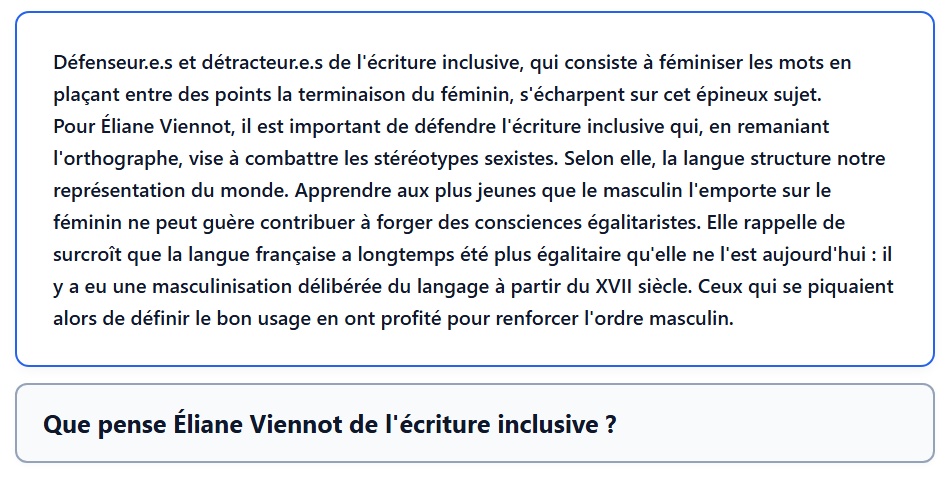 Défenseur.e.s et détracteur.e.s de l'écriture inclusive, qui consiste à féminiser les mots en
plaçant entre des points la terminaison du féminin, s'écharpent sur cet épineux sujet.
Pour Éliane Viennot, il est important de défendre l'écriture inclusive qui, en remaniant
l'orthographe, vise à combattre les stéréotypes sexistes. Selon elle, la langue structure notre
représentation du monde. Apprendre aux plus jeunes que le masculin l'emporte sur le
féminin ne peut guère contribuer à forger des consciences égalitaristes. Elle rappelle de
surcroît que la langue française a longtemps été plus égalitaire qu'elle ne l'est aujourd'hui : il
y a eu une masculinisation délibérée du langage à partir du XVII siècle. Ceux qui se piquaient
alors de définir le bon usage en ont profité pour renforcer l'ordre masculin.
Que pense Éliane Viennot de l'écriture inclusive ?